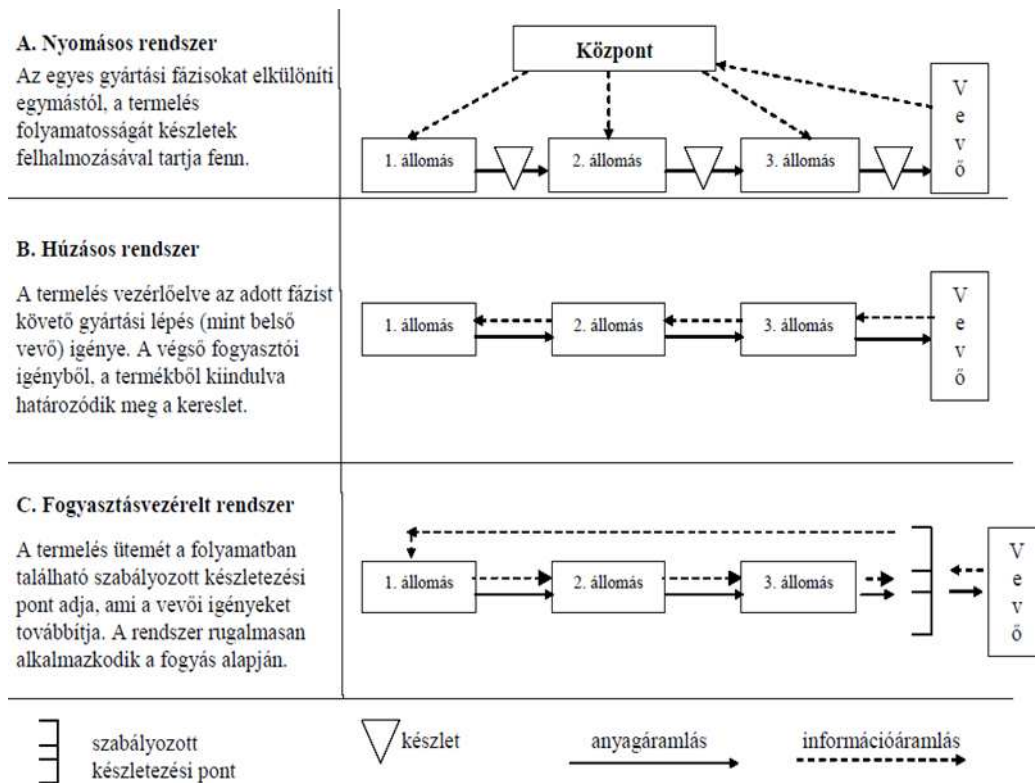 A. Nyomásos rendszer
Az egyes gyártási fázisokat elkülöníti
egymástól, a termelés
folyamatosságát készletek
felhalmozásával tartja fenn.
Központ
1. állomás
2. állomás
3. állomás
Vevő
B. Húzásos rendszer
A termelés vezérlőelve az adott fázist
követő gyártási lépés (mint belső
vevő) igénye. A végső fogyasztói
igényből, a termékből kiindulva
határozódik meg a kereslet.
1. állomás
2. állomás
3. állomás
Vevő
C. Fogyasztásvezérelt rendszer
A termelés ütemét a folyamatban
található szabályozott készletezési
pont adja, ami a vevői igényeket
továbbítja. A rendszer rugalmasan
alkalmazkodik a fogyás alapján.
1. állomás
2. állomás
3. állomás
Vevő
szabályozott
készletezési pont
készlet
anyagáramlás
információáramlás